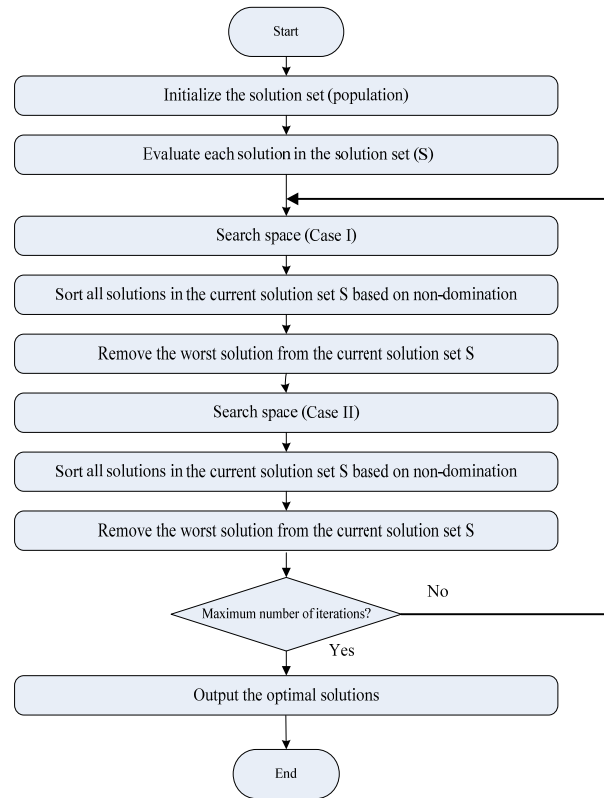 Start
Initialize the solution set (population)
Evaluate each solution in the solution set (S)
Search space (Case I)
Sort all solutions in the current solution set S based on non-domination
Remove the worst solution from the current solution set S
Search space (Case II)
Sort all solutions in the current solution set S based on non-domination
Remove the worst solution from the current solution set S
Maximum number of iterations?
No
Yes
Output the optimal solutions
End